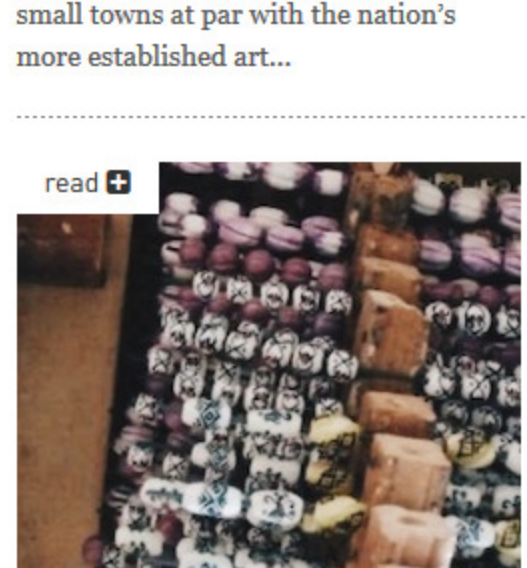 small towns at par with the nation’s
more established art...
read